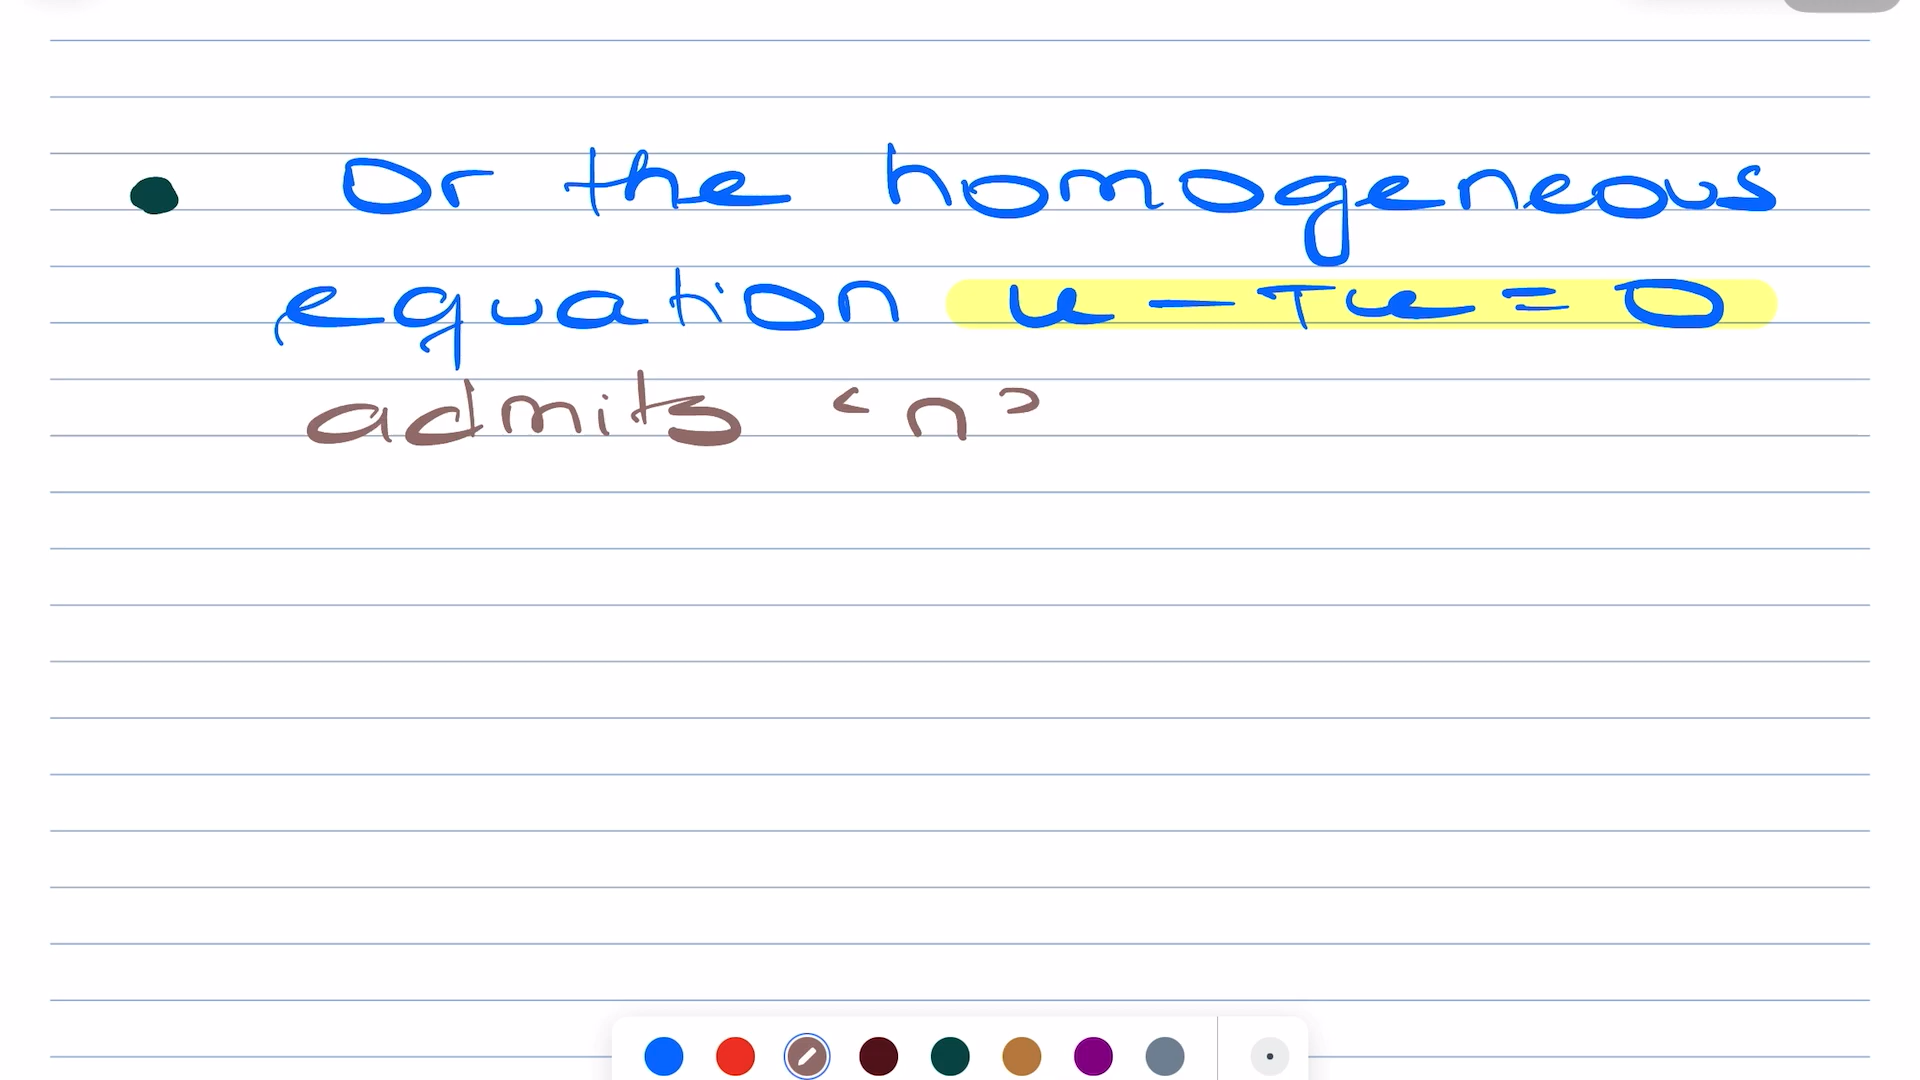 Or the homogeneous
equation u - Tu = 0
admits ‘n’